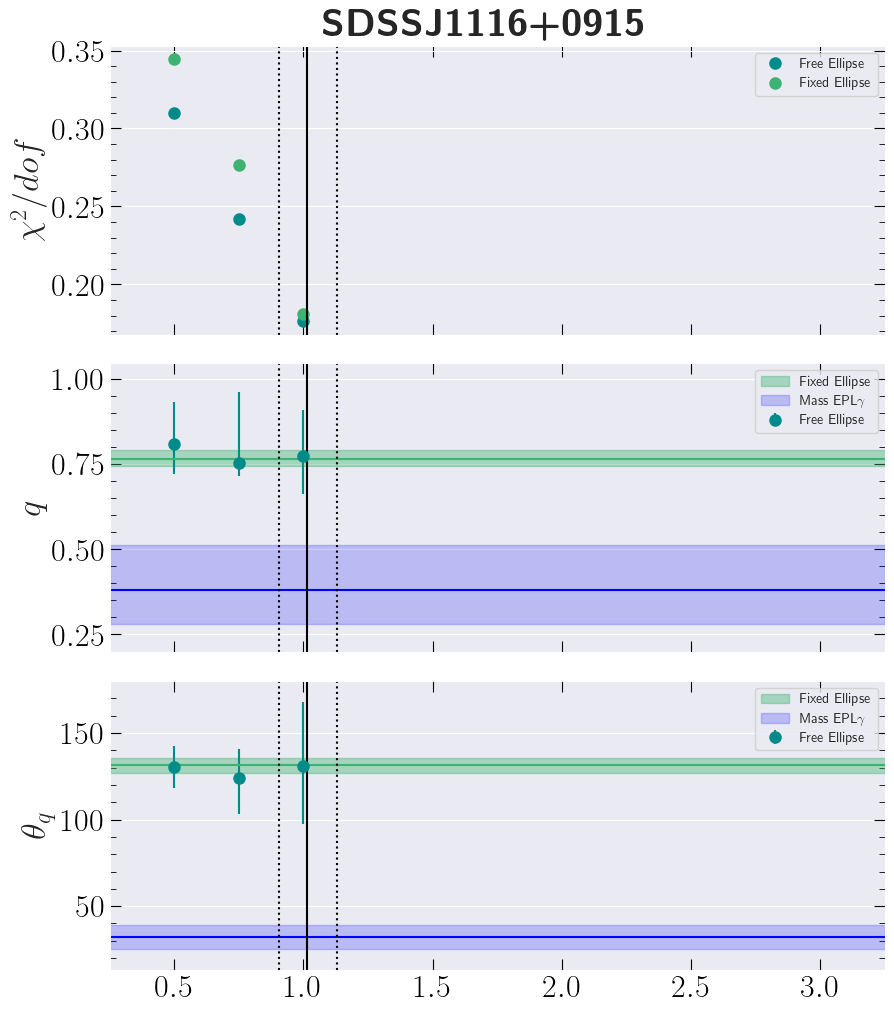 SDSSJ1116+0915
0.35
0.30
0.25
0.20
χ²/dof
Free Ellipse
Fixed Ellipse
1.00
0.75
0.50
0.25
q
Fixed Ellipse
Mass EPLγ
Free Ellipse
150
100
50
θq
Fixed Ellipse
Mass EPLγ
Free Ellipse
0.5 1.0 1.5 2.0 2.5 3.0